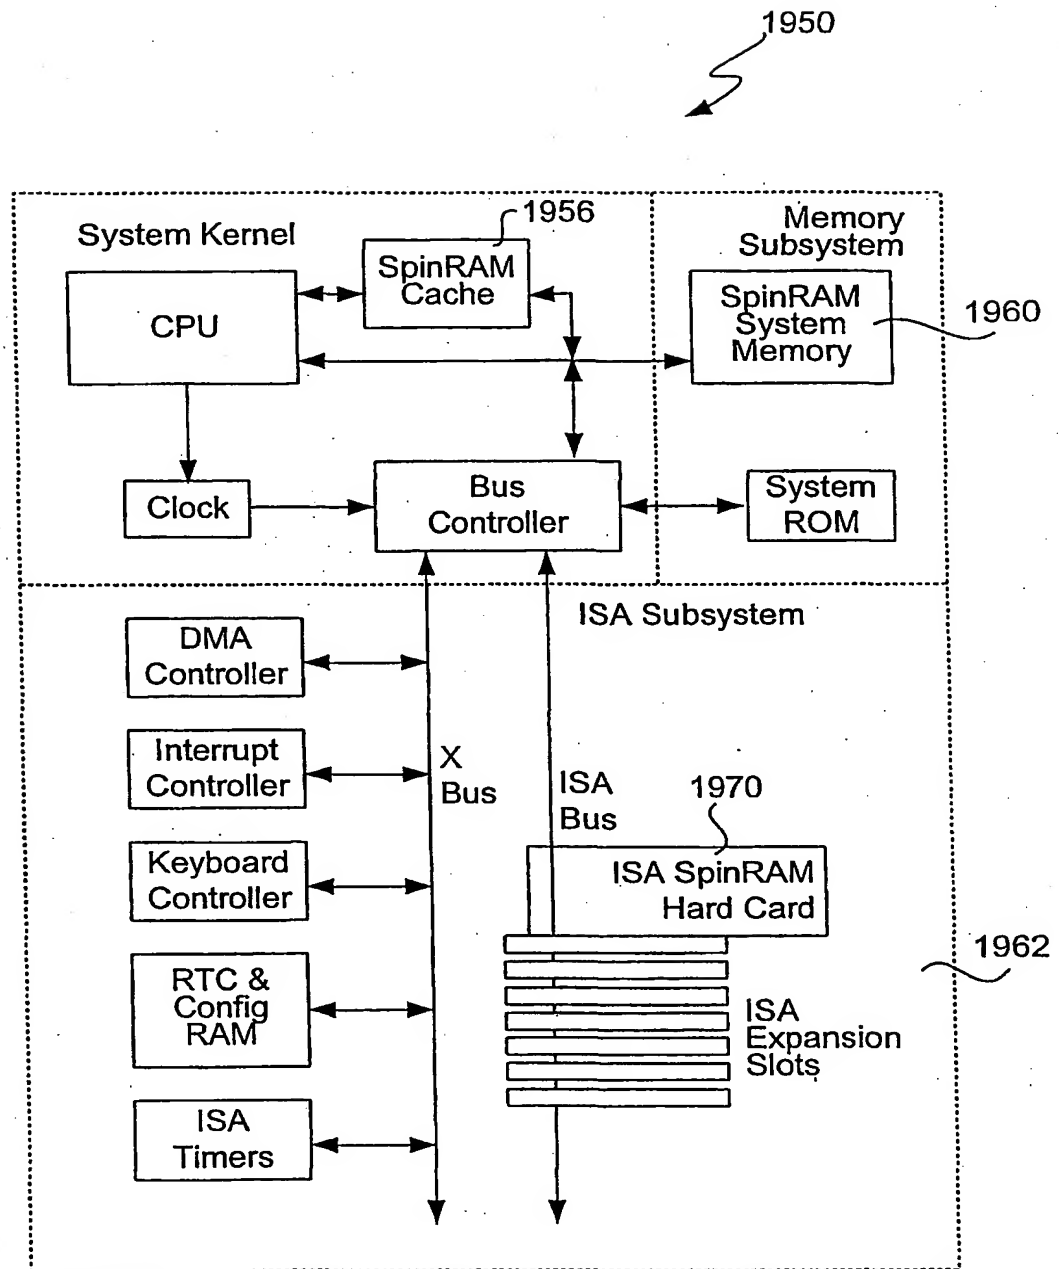 1950
System Kernel
1956
SpinRAM
Cache
CPU
Memory
Subsystem
SpinRAM
System
Memory
1960
Clock
Bus
Controller
System
ROM
ISA Subsystem
DMA
Controller
Interrupt
Controller
X
Bus
ISA
Bus
1970
Keyboard
Controller
ISA SpinRAM
Hard Card
1962
RTC &
Config
RAM
ISA
Expansion
Slots
ISA
Timers